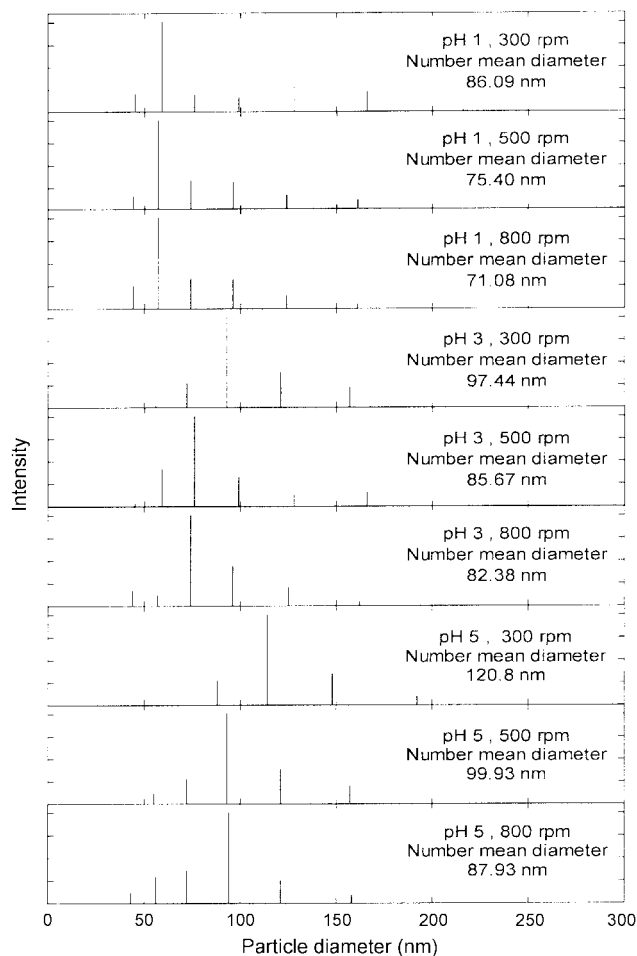 pH 1 , 300 rpm
Number mean diameter
86.09 nm
pH 1 , 500 rpm
Number mean diameter
75.40 nm
pH 1 , 800 rpm
Number mean diameter
71.08 nm
pH 3 , 300 rpm
Number mean diameter
97.44 nm
pH 3 , 500 rpm
Number mean diameter
85.67 nm
pH 3 , 800 rpm
Number mean diameter
82.38 nm
pH 5 , 300 rpm
Number mean diameter
120.8 nm
pH 5 , 500 rpm
Number mean diameter
99.93 nm
pH 5 , 800 rpm
Number mean diameter
87.93 nm
Intensity
0 50 100 150 200 250 300
Particle diameter (nm)